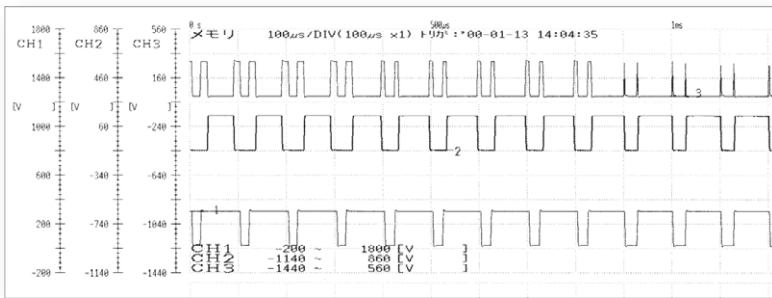 0 s 500µs 1ms
メモリ 100µs/DIV(100µs x1) トリガ:'00-01-13 14:04:35
1800 860 560
CH1 CH2 CH3
1400 460 160
[V ] [V ] [V ]
1000 60 -240
600 -340 -640
200 -740 -1040
-200 -1140 -1440
3
2
1
CH1 -200 ~ 1800 [V ]
CH2 -1140 ~ 860 [V ]
CH3 -1440 ~ 560 [V ]